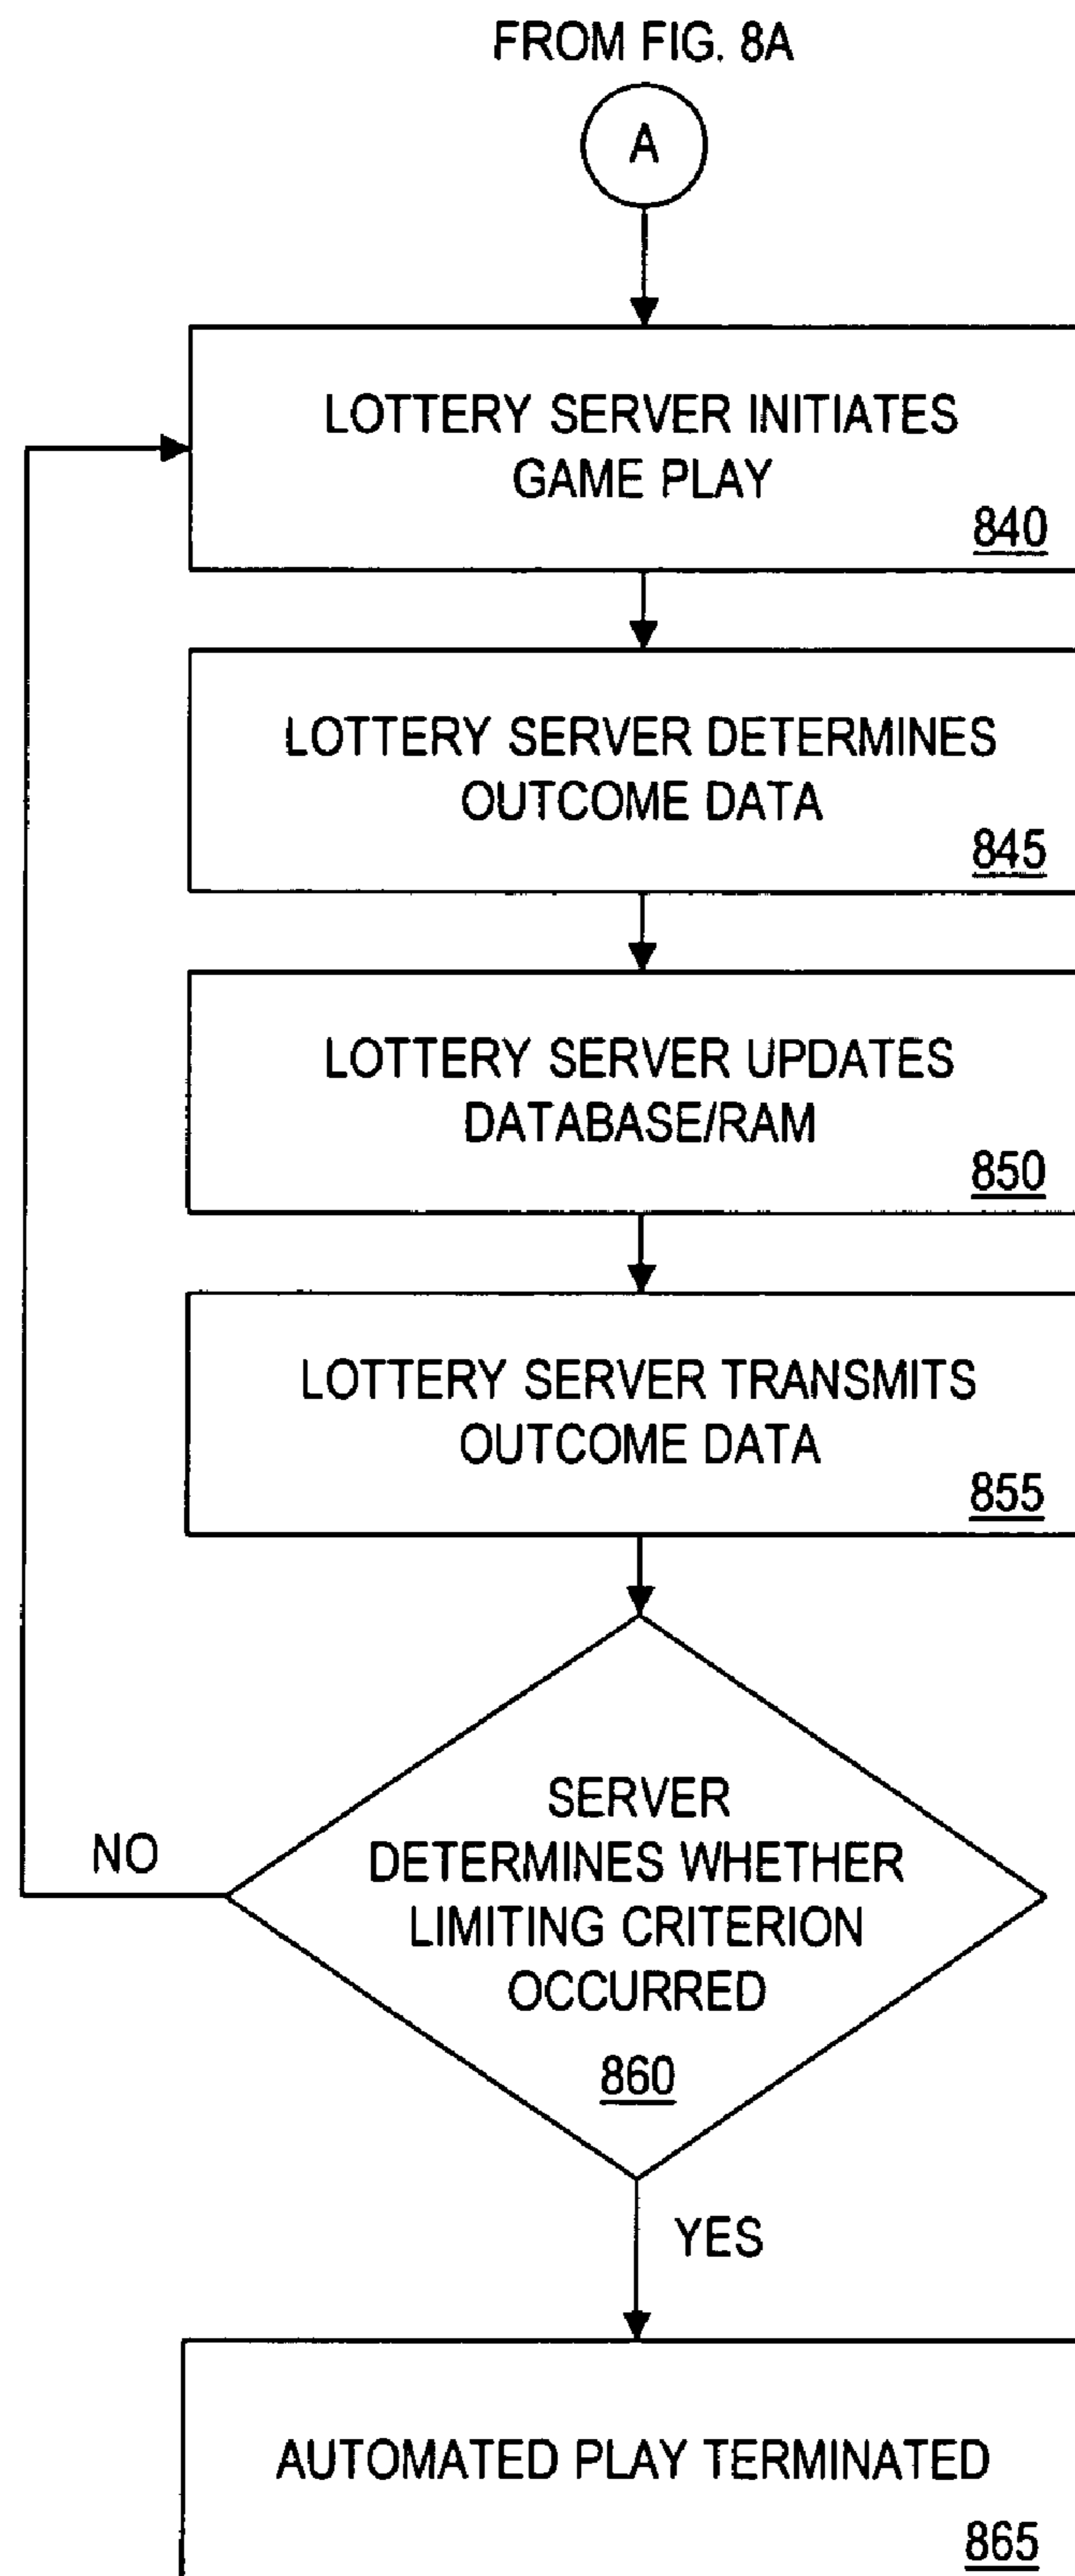 FROM FIG. 8A
A
LOTTERY SERVER INITIATES
GAME PLAY
840
LOTTERY SERVER DETERMINES
OUTCOME DATA
845
LOTTERY SERVER UPDATES
DATABASE/RAM
850
LOTTERY SERVER TRANSMITS
OUTCOME DATA
855
SERVER
DETERMINES WHETHER
LIMITING CRITERION
OCCURRED
860
NO
YES
AUTOMATED PLAY TERMINATED
865